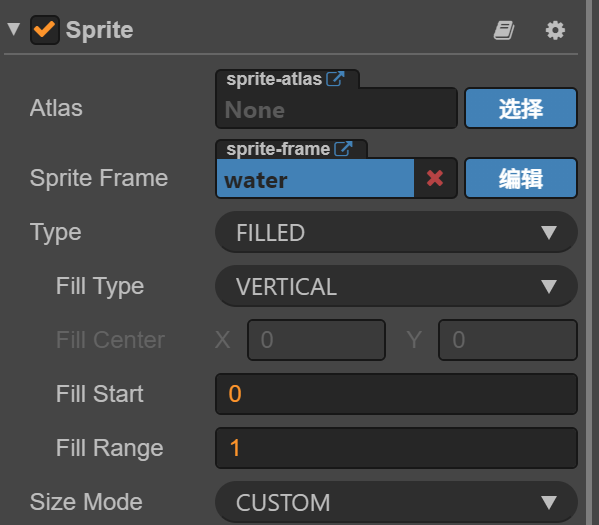 Sprite
sprite-atlas
Atlas None 选择
sprite-frame
Sprite Frame water 编辑
Type FILLED
Fill Type VERTICAL
Fill Center X 0 Y 0
Fill Start 0
Fill Range 1
Size Mode CUSTOM